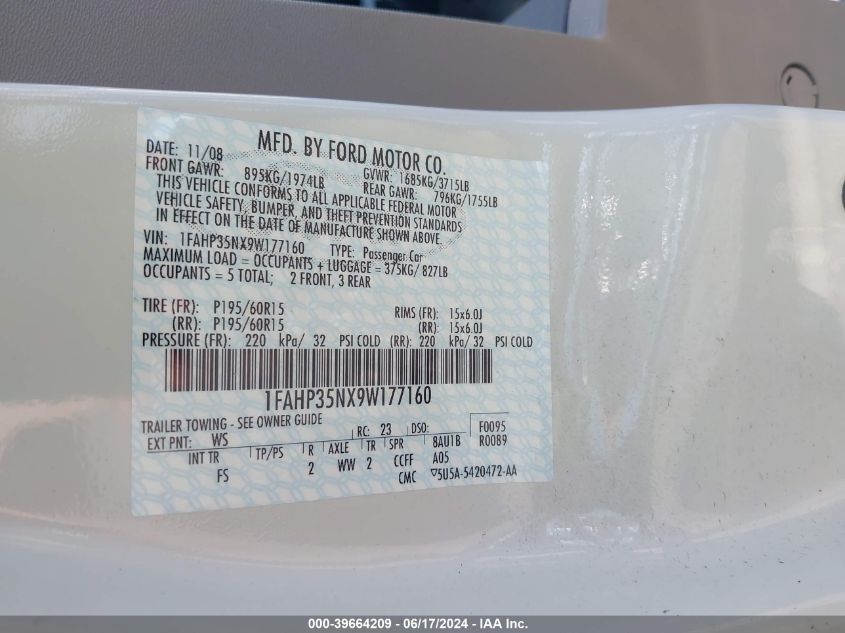 MFD. BY FORD MOTOR CO.
DATE: 11/08 GVWR: 1685KG/3715LB
FRONT GAWR: 895KG/1974LB REAR GAWR: 796KG/1755LB
THIS VEHICLE CONFORMS TO ALL APPLICABLE FEDERAL MOTOR
VEHICLE SAFETY, BUMPER, AND THEFT PREVENTION STANDARDS
IN EFFECT ON THE DATE OF MANUFACTURE SHOWN ABOVE.
VIN: 1FAHP35NX9W177160 TYPE: Passenger Car
MAXIMUM LOAD = OCCUPANTS + LUGGAGE = 375KG/ 827LB
OCCUPANTS = 5 TOTAL; 2 FRONT, 3 REAR
TIRE (FR): P195/60R15 RIMS (FR): 15x6.0J
(RR): P195/60R15 (RR): 15x6.0J
PRESSURE (FR): 220 kPa/ 32 PSI COLD (RR): 220 kPa/ 32 PSI COLD
1FAHP35NX9W177160
TRAILER TOWING - SEE OWNER GUIDE F0095
EXT PNT: WS RC: 23 DSO: R0089
INT TR TP/PS R AXLE TR SPR 8AU1B
FS 2 WW 2 CCFF A05
CMC ▽5U5A-5420472-AA
000-39664209 - 06/17/2024 - IAA Inc.